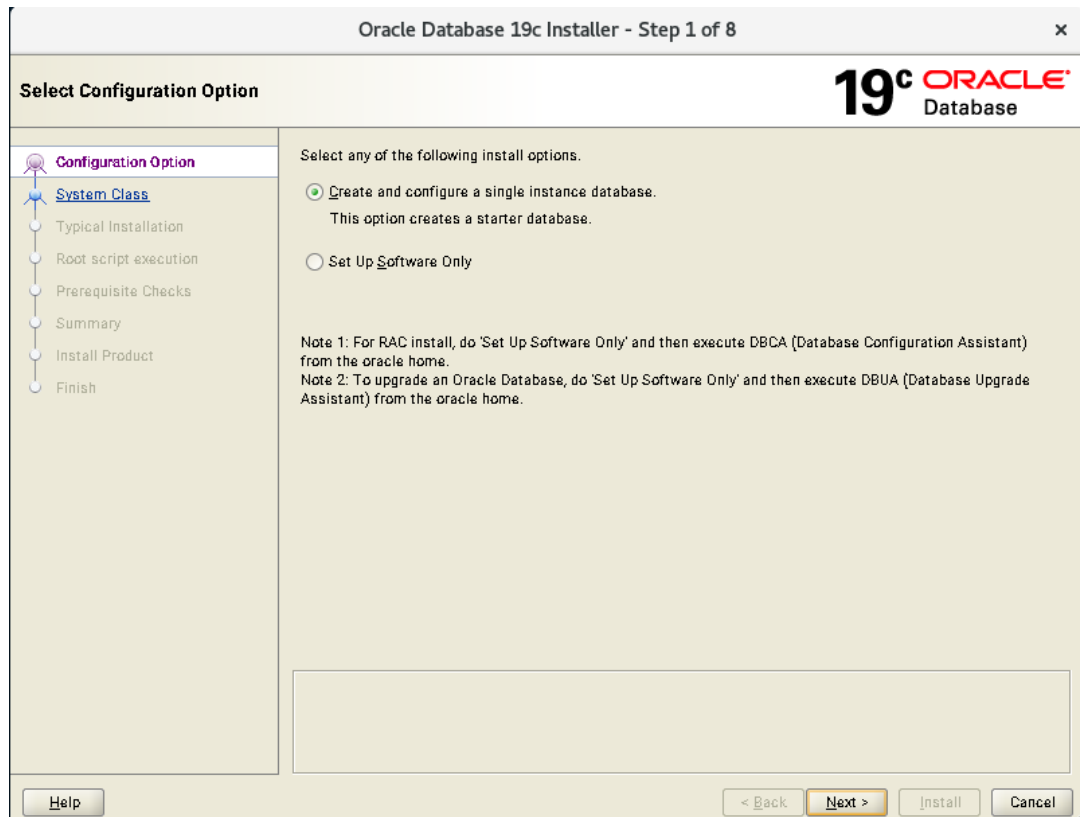 Oracle Database 19c Installer - Step 1 of 8
Select Configuration Option
19c ORACLE
Database
Configuration Option
System Class
Typical Installation
Root script execution
Prerequisite Checks
Summary
Install Product
Finish
Select any of the following install options.
Create and configure a single instance database.
This option creates a starter database.
Set Up Software Only
Note 1: For RAC install, do 'Set Up Software Only' and then execute DBCA (Database Configuration Assistant)
from the oracle home.
Note 2: To upgrade an Oracle Database, do 'Set Up Software Only' and then execute DBUA (Database Upgrade
Assistant) from the oracle home.
Help
< Back
Next >
Install
Cancel